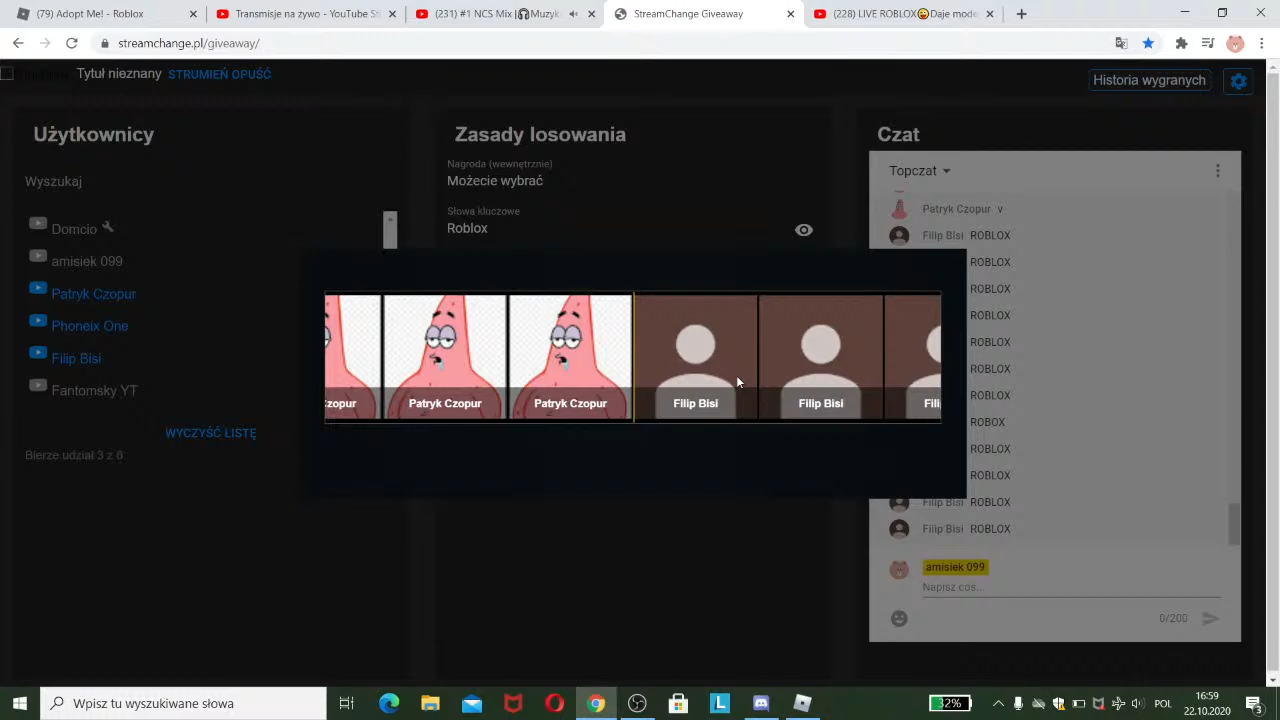 (79) Adopt Me! - Roblox
Transmisje na żywo - YouTube St
(231) #1 NCS Mix | Muzyk
StreamChange Giveaway
(228) LIVE ROBLOX Daje mode
streamchange.pl/giveaway/
Tytuł nieznany STRUMIEŃ OPUŚĆ
Historia wygranych
Użytkownicy
Wyszukaj
Domcio
amisiek 099
Patryk Czopur
Phoneix One
Filip Bisi
Fantomsky YT
WYCZYŚĆ LISTĘ
Bierze udział 3 z 6
Zasady losowania
Nagroda (wewnętrznie)
Możecie wybrać
Słowa kluczowe
Roblox
zopur
Patryk Czopur
Patryk Czopur
Filip Bisi
Filip Bisi
Fili
Czat
Topczat
Patryk Czopur v
Filip Bisi ROBLOX
ROBLOX
ROBLOX
ROBLOX
ROBLOX
ROBLOX
ROBLOX
ROBOX
ROBLOX
ROBLOX
Filip Bisi ROBLOX
Filip Bisi ROBLOX
amisiek 099
Napisz coś...
0/200
Wpisz tu wyszukiwane słowa
L
32%
POL
16:59
22.10.2020
3